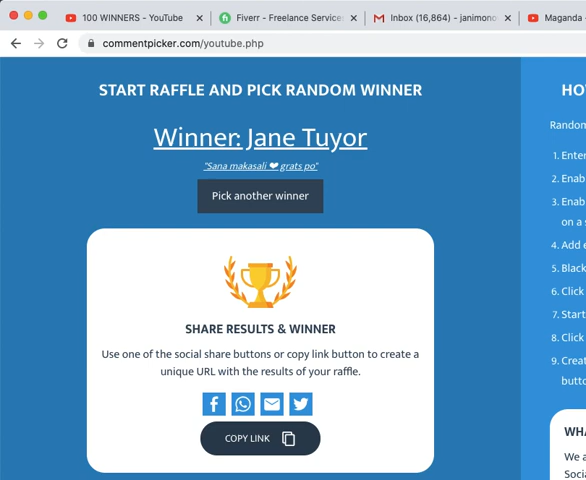 100 WINNERS - YouTube
Fiverr - Freelance Services
Inbox (16,864) - janimono
Maganda
commentpicker.com/youtube.php
START RAFFLE AND PICK RANDOM WINNER
Winner: Jane Tuyor
"Sana makasali ❤ grats po"
Pick another winner
SHARE RESULTS & WINNER
Use one of the social share buttons or copy link button to create a
unique URL with the results of your raffle.
COPY LINK
HO
Random
1. Enter
2. Enab
3. Enab
on a s
4. Add e
5. Black
6. Click
7. Start
8. Click
9. Creat
butto
WHA
We a
Socia